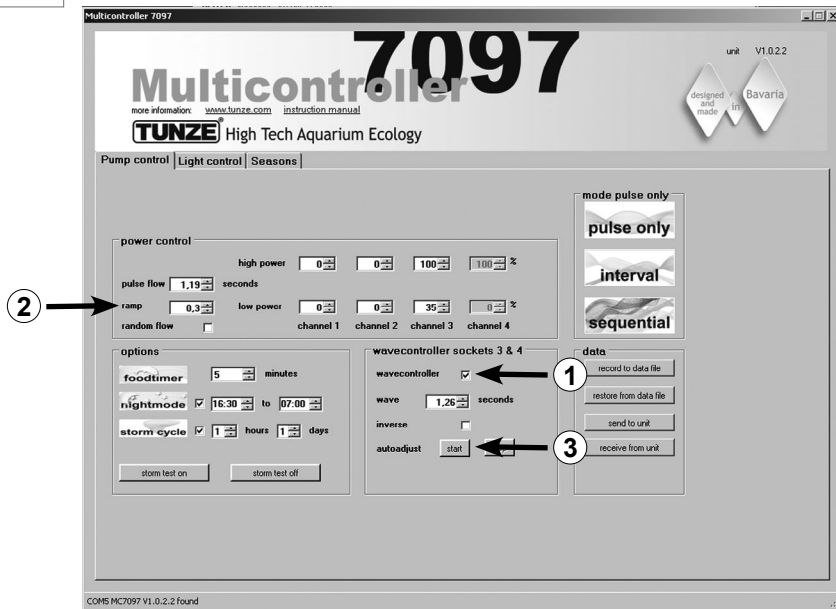 Multicontroller 7097
7097
Multicontroller
unit V1.0.2.2
designed and made in Bavaria
more information: www.tunze.com instruction manual
TUNZE® High Tech Aquarium Ecology
Pump control Light control Seasons
mode pulse only
pulse only
interval
sequential
power control
high power 0 0 100 100 %
pulse flow 1,19 seconds
2
ramp 0,3 low power 0 0 35 0 %
random flow channel 1 channel 2 channel 3 channel 4
options
foodtimer 5 minutes
nightmode 16:30 to 07:00
storm cycle 1 hours 1 days
storm test on storm test off
wavecontroller sockets 3 & 4
wavecontroller
1
wave 1,26 seconds
inverse
autoadjust start
3
data
record to data file
restore from data file
send to unit
receive from unit
COM5 MC7097 V1.0.2.2 found